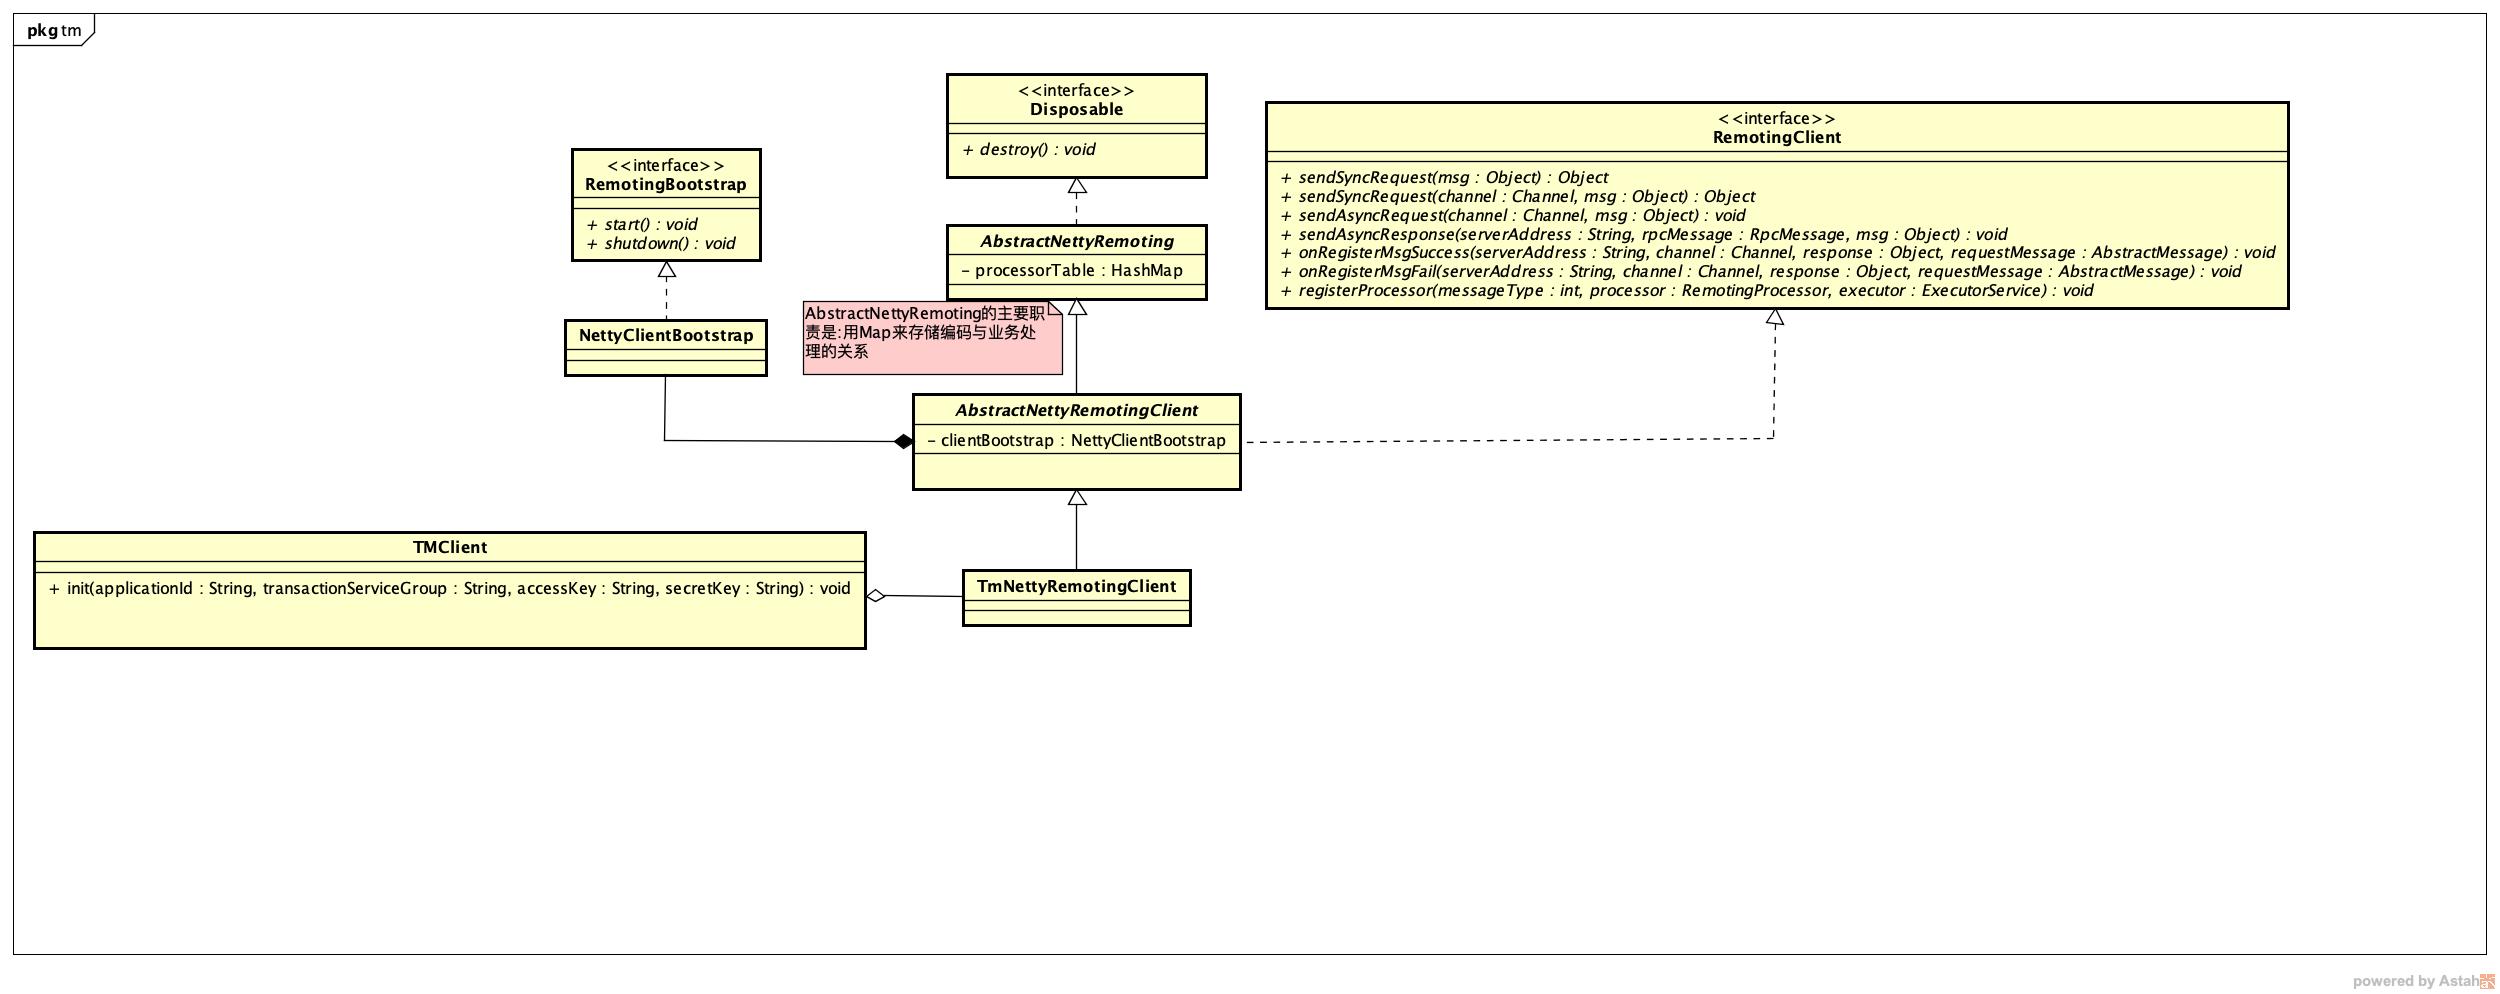 pkg tm
<<interface>>
Disposable
+ destroy() : void
<<interface>>
RemotingClient
+ sendSyncRequest(msg : Object) : Object
+ sendSyncRequest(channel : Channel, msg : Object) : Object
+ sendAsyncRequest(channel : Channel, msg : Object) : void
+ sendAsyncResponse(serverAddress : String, rpcMessage : RpcMessage, msg : Object) : void
+ onRegisterMsgSuccess(serverAddress : String, channel : Channel, response : Object, requestMessage : AbstractMessage) : void
+ onRegisterMsgFail(serverAddress : String, channel : Channel, response : Object, requestMessage : AbstractMessage) : void
+ registerProcessor(messageType : int, processor : RemotingProcessor, executor : ExecutorService) : void
<<interface>>
RemotingBootstrap
+ start() : void
+ shutdown() : void
AbstractNettyRemoting
- processorTable : HashMap
AbstractNettyRemoting的主要职
责是:用Map来存储编码与业务处
理的关系
NettyClientBootstrap
AbstractNettyRemotingClient
- clientBootstrap : NettyClientBootstrap
TMClient
+ init(applicationId : String, transactionServiceGroup : String, accessKey : String, secretKey : String) : void
TmNettyRemotingClient
powered by Astah